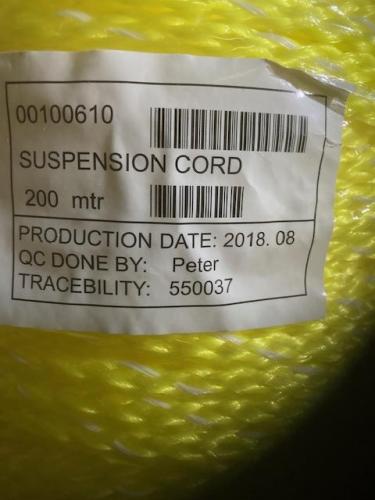 00100610
SUSPENSION CORD
200 mtr
PRODUCTION DATE: 2018. 08
QC DONE BY: Peter
TRACEBILITY: 550037